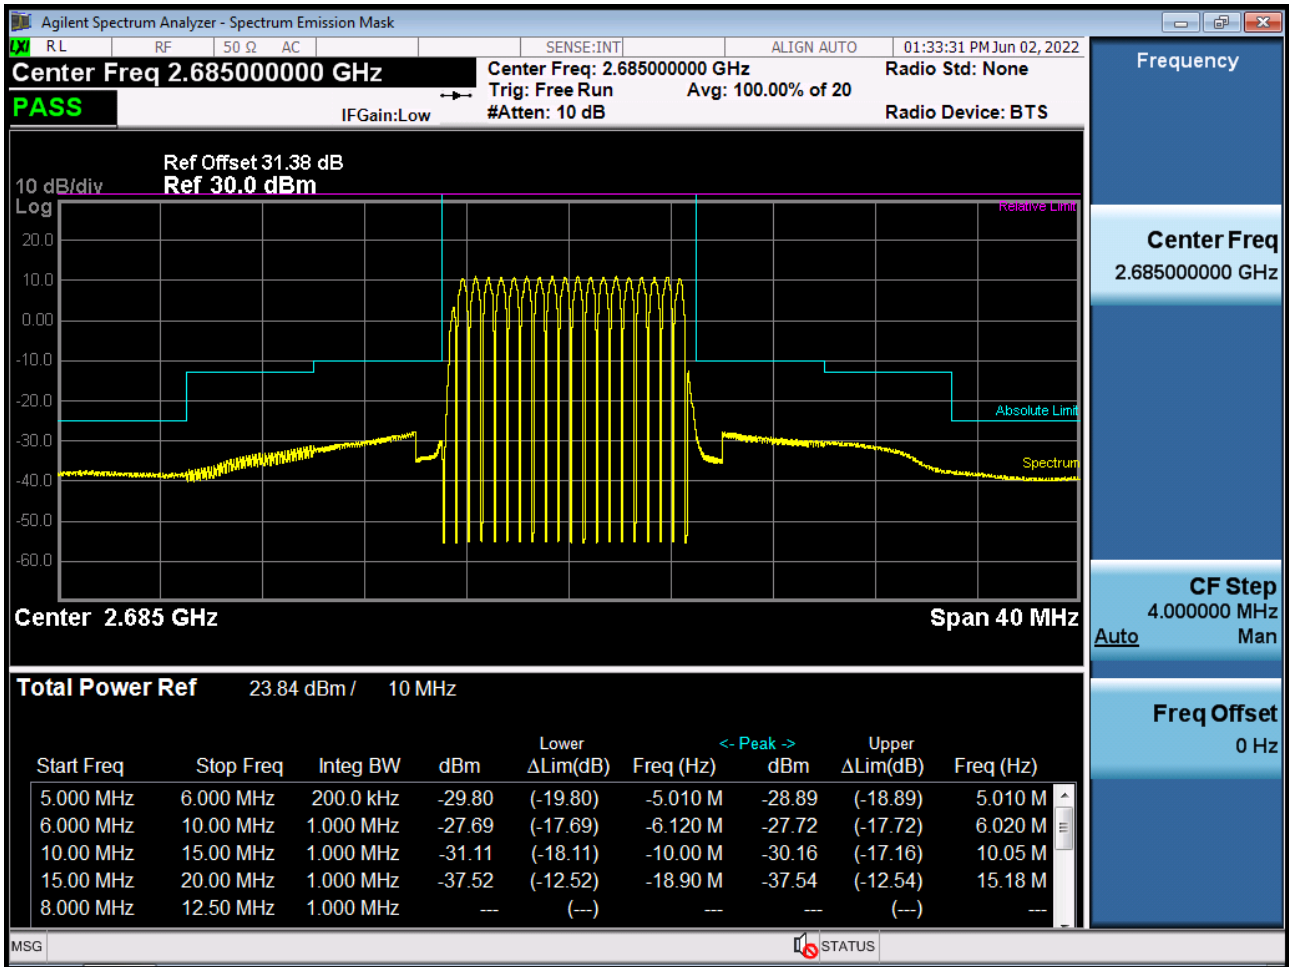 Agilent Spectrum Analyzer - Spectrum Emission Mask
LXI RL RF 50 Ω AC SENSE:INT ALIGN AUTO 01:33:31 PM Jun 02, 2022
Center Freq 2.685000000 GHz
Center Freq: 2.685000000 GHz
Radio Std: None
Trig: Free Run Avg: 100.00% of 20
PASS
IFGain:Low
#Atten: 10 dB
Radio Device: BTS
Ref Offset 31.38 dB
10 dB/div Ref 30.0 dBm
Log
Relative Limit
20.0
10.0
0.00
-10.0
-20.0
Absolute Limit
-30.0
Spectrum
-40.0
-50.0
-60.0
Center 2.685 GHz
Span 40 MHz
Total Power Ref 23.84 dBm / 10 MHz
Lower <- Peak -> Upper
Start Freq Stop Freq Integ BW dBm ΔLim(dB) Freq (Hz) dBm ΔLim(dB) Freq (Hz)
5.000 MHz 6.000 MHz 200.0 kHz -29.80 (-19.80) -5.010 M -28.89 (-18.89) 5.010 M
6.000 MHz 10.00 MHz 1.000 MHz -27.69 (-17.69) -6.120 M -27.72 (-17.72) 6.020 M
10.00 MHz 15.00 MHz 1.000 MHz -31.11 (-18.11) -10.00 M -30.16 (-17.16) 10.05 M
15.00 MHz 20.00 MHz 1.000 MHz -37.52 (-12.52) -18.90 M -37.54 (-12.54) 15.18 M
8.000 MHz 12.50 MHz 1.000 MHz --- (---) --- --- (---) ---
Frequency
Center Freq
2.685000000 GHz
CF Step
4.000000 MHz
Auto Man
Freq Offset
0 Hz
MSG STATUS